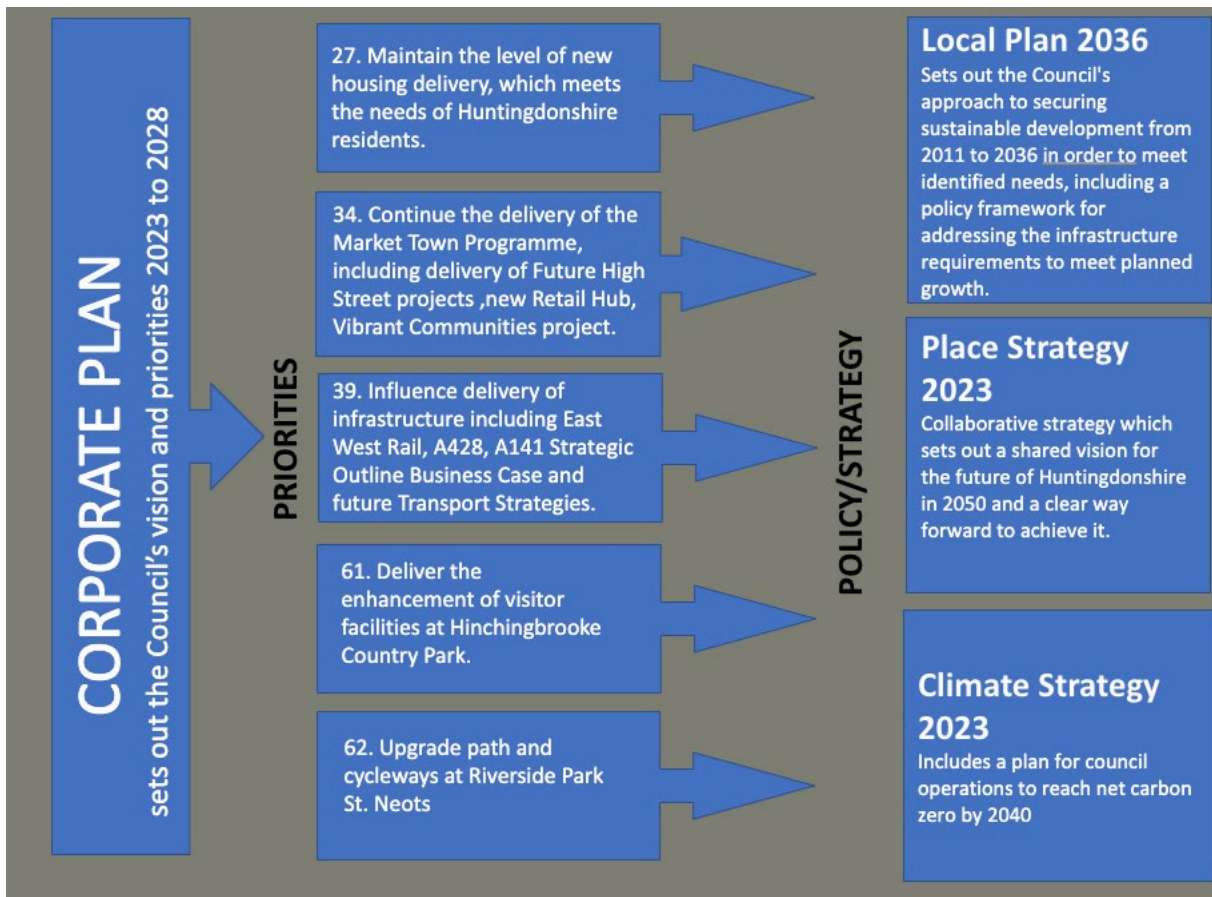 CORPORATE PLAN
sets out the Council's vision and priorities 2023 to 2028
PRIORITIES
27. Maintain the level of new
housing delivery, which meets
the needs of Huntingdonshire
residents.
34. Continue the delivery of the
Market Town Programme,
including delivery of Future High
Street projects ,new Retail Hub,
Vibrant Communities project.
39. Influence delivery of
infrastructure including East
West Rail, A428, A141 Strategic
Outline Business Case and
future Transport Strategies.
61. Deliver the
enhancement of visitor
facilities at Hinchingbrooke
Country Park.
62. Upgrade path and
cycleways at Riverside Park
St. Neots
POLICY/STRATEGY
Local Plan 2036
Sets out the Council's
approach to securing
sustainable development from
2011 to 2036 in order to meet
identified needs, including a
policy framework for
addressing the infrastructure
requirements to meet planned
growth.
Place Strategy
2023
Collaborative strategy which
sets out a shared vision for
the future of Huntingdonshire
in 2050 and a clear way
forward to achieve it.
Climate Strategy
2023
Includes a plan for council
operations to reach net carbon
zero by 2040